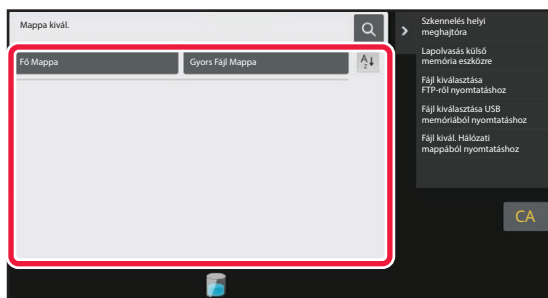 Mappa kivál.
Fő Mappa
Gyors Fájl Mappa
A
Z
Szkennelés helyi
meghajtóra
Lapolvasás külső
memória eszközre
Fájl kiválasztása
FTP-ről nyomtatáshoz
Fájl kiválasztása USB
memóriából nyomtatáshoz
Fájl kivál. Hálózati
mappából nyomtatáshoz
CA